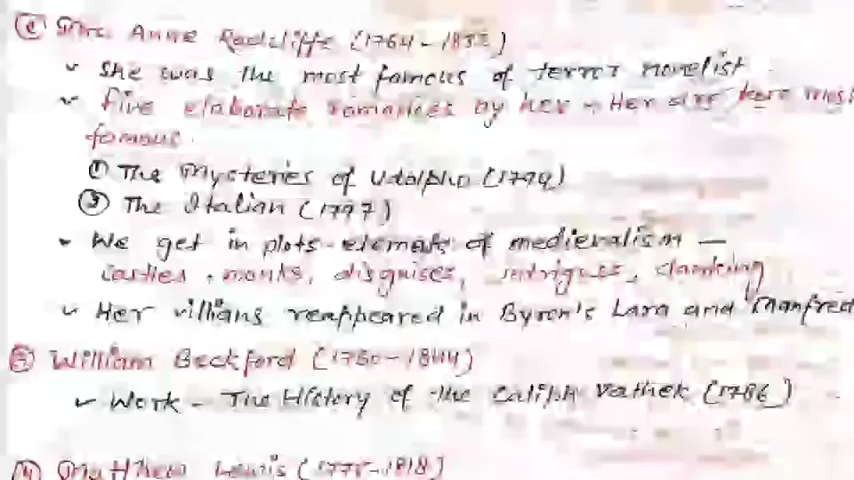 ② Mrs. Anne Radcliffe (1764-1832)
✓ She was the most famous of terror novelist.
✓ Five elaborate romances by her - Her are two most
famous.
① The Mysteries of Udolpho (1794)
② The Italian (1797)
• We get in plots - elements of medievalism —
castles, monks, disguises, intrigues, clanking
✓ Her villians reappeared in Byron's Lara and Manfred
③ William Beckford (1760-1844)
✓ Work - The History of the Caliph Vathek (1786)
④ Matthew Lewis (1775-1818)